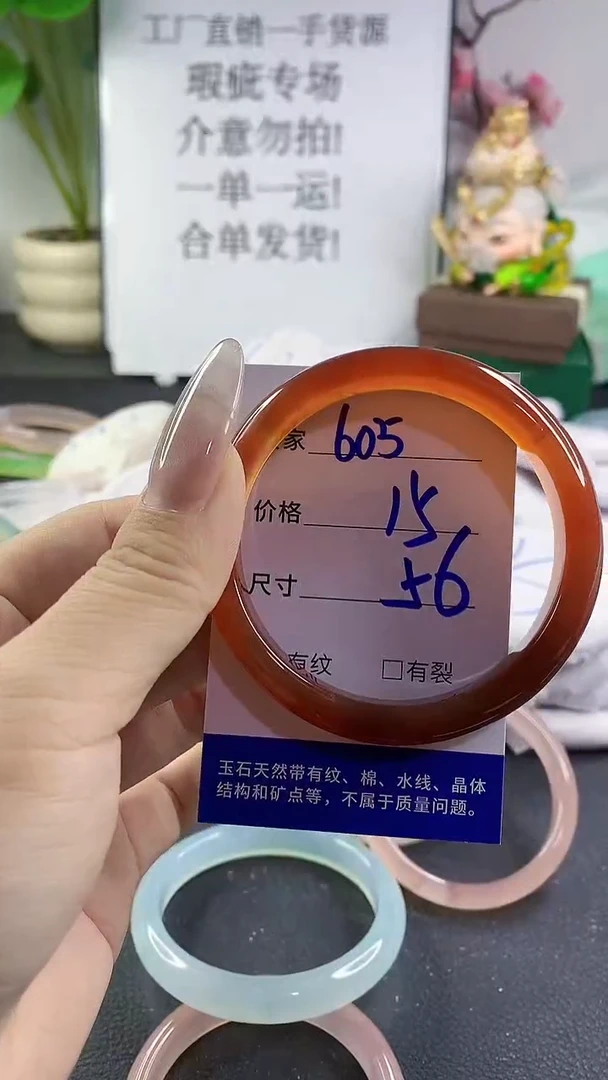 工厂直销一手货源
瑕疵专场
介意勿拍!
一单一运!
合单发货!
家 605
价格 15
尺寸 56
有纹 □有裂
玉石天然带有纹、棉、水线、晶体
结构和矿点等，不属于质量问题。